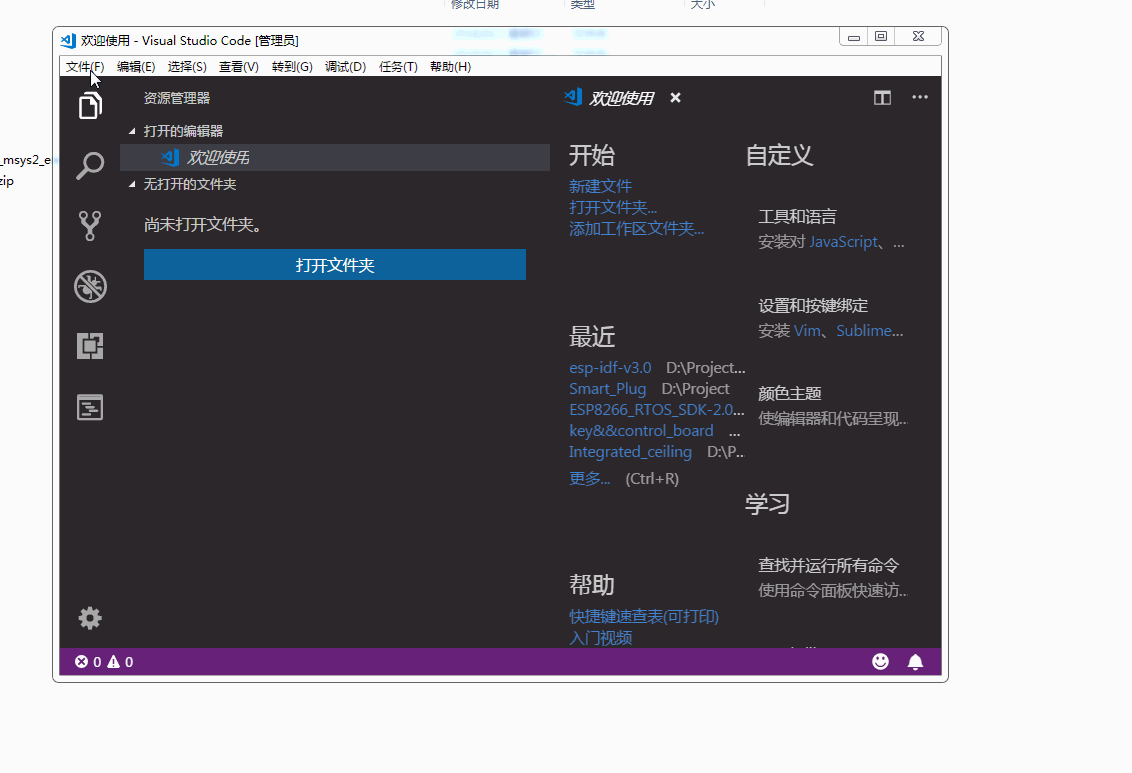 修改日期 类型 大小
欢迎使用 - Visual Studio Code [管理员]
文件(F) 编辑(E) 选择(S) 查看(V) 转到(G) 调试(D) 任务(T) 帮助(H)
_msys2_e
zip
资源管理器
打开的编辑器
欢迎使用
无打开的文件夹
尚未打开文件夹。
打开文件夹
欢迎使用
开始
新建文件
打开文件夹...
添加工作区文件夹...
最近
esp-idf-v3.0 D:\Project...
Smart_Plug D:\Project
ESP8266_RTOS_SDK-2.0...
key&&control_board ...
Integrated_ceiling D:\P...
更多... (Ctrl+R)
帮助
快捷键速查表(可打印)
入门视频
自定义
工具和语言
安装对 JavaScript、...
设置和按键绑定
安装 Vim、Sublime...
颜色主题
使编辑器和代码呈现...
学习
查找并运行所有命令
使用命令面板快速访...
0 0